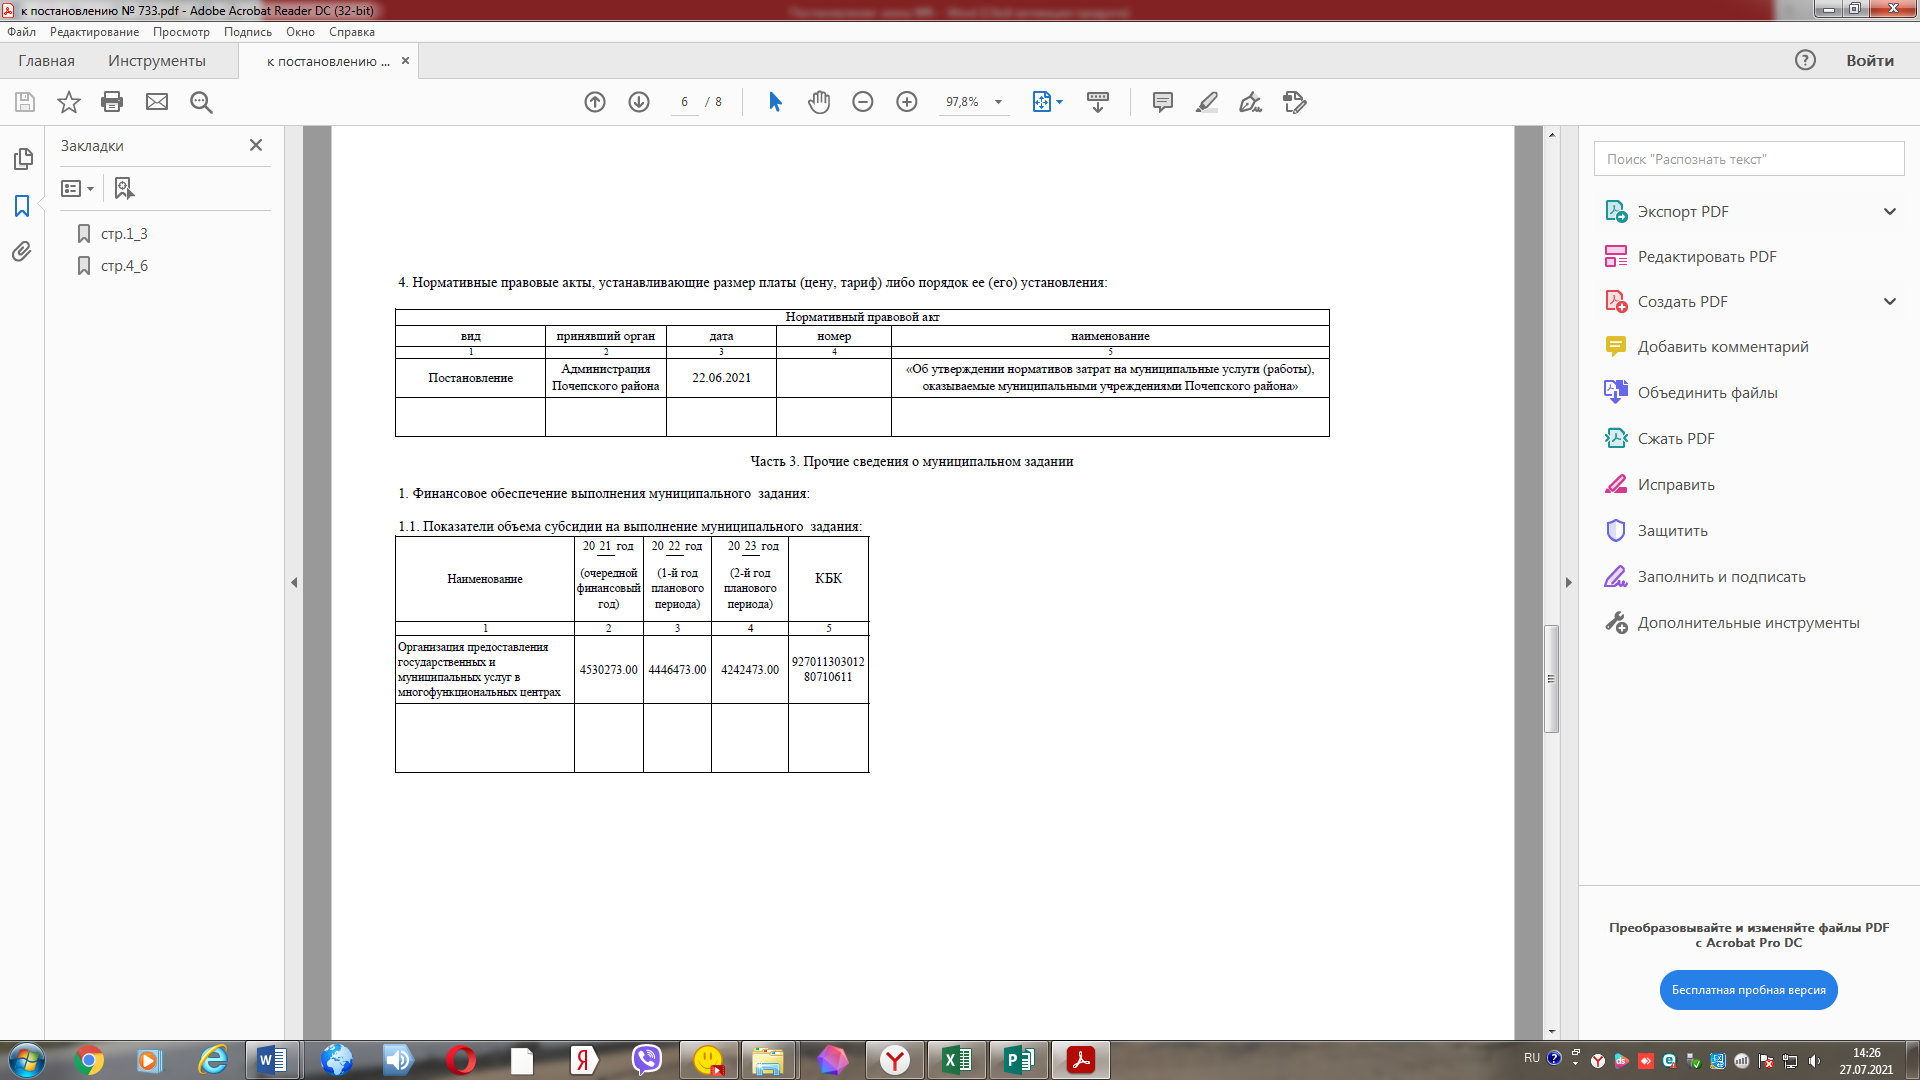 к постановлению № 733.pdf - Adobe Acrobat Reader DC (32-bit)
Файл Редактирование Просмотр Подпись Окно Справка
Главная Инструменты к постановлению ... Войти
6 / 8 97,8%
Закладки
стр.1_3
стр.4_6
4. Нормативные правовые акты, устанавливающие размер платы (цену, тариф) либо порядок ее (его) установления:
Нормативный правовой акт
вид принявший орган дата номер наименование
1 2 3 4 5
Постановление Администрация Почепского района 22.06.2021 «Об утверждении нормативов затрат на муниципальные услуги (работы), оказываемые муниципальными учреждениями Почепского района»
Часть 3. Прочие сведения о муниципальном задании
1. Финансовое обеспечение выполнения муниципального задания:
1.1. Показатели объема субсидии на выполнение муниципального задания:
Наименование
20 21 год (очередной финансовый год)
20 22 год (1-й год планового периода)
20 23 год (2-й год планового периода)
КБК
1 2 3 4 5
Организация предоставления
государственных и
муниципальных услуг в
многофункциональных центрах
4530273.00 4446473.00 4242473.00
927011303012
80710611
Поиск "Распознать текст"
Экспорт PDF
Редактировать PDF
Создать PDF
Добавить комментарий
Объединить файлы
Сжать PDF
Исправить
Защитить
Заполнить и подписать
Дополнительные инструменты
Преобразовывайте и изменяйте файлы PDF
с Acrobat Pro DC
Бесплатная пробная версия
RU
14:26
27.07.2021